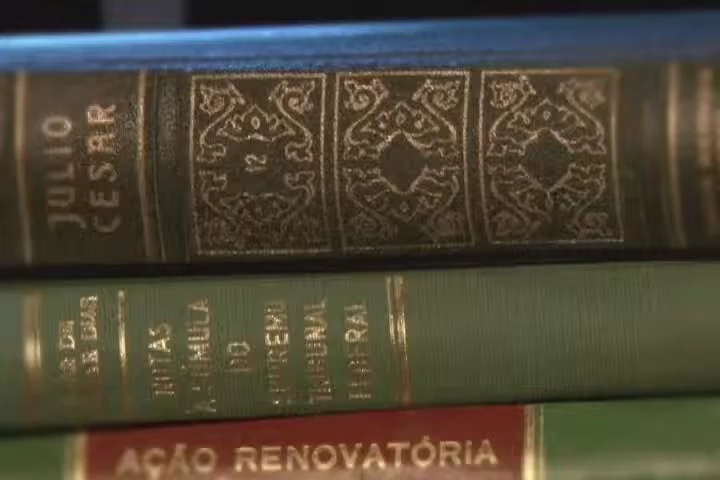 JULIO
CESAR
12
NOTAS
À SÚMULA
DO
SUPREMO
TRIBUNAL
FEDERAL
AÇÃO RENOVATÓRIA